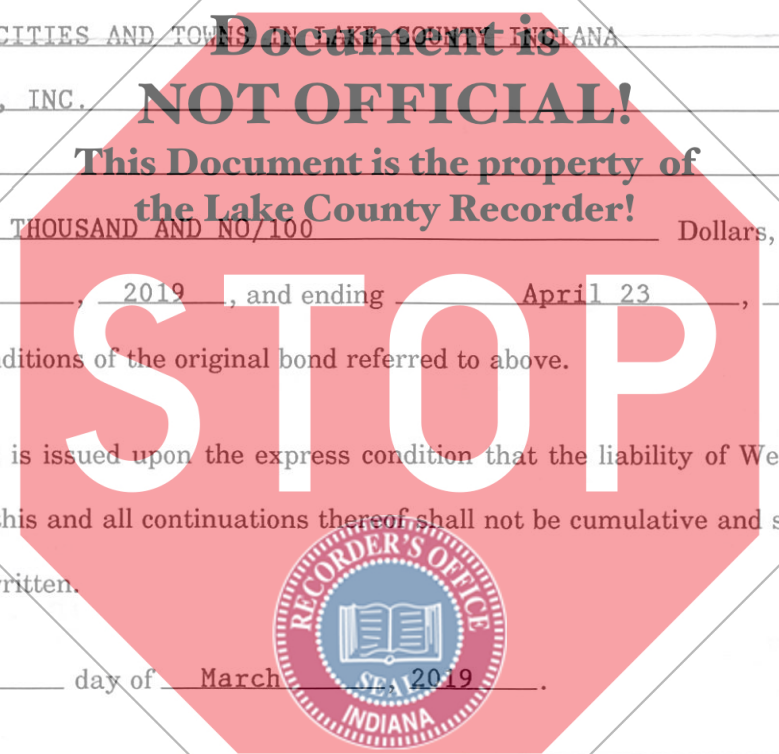 Document is
CITIES AND TOWNS IN LAKE COUNTY INDIANA
, INC.
NOT OFFICIAL!
This Document is the property of
the Lake County Recorder!
THOUSAND AND NO/100 Dollars,
, 2019, and ending April 23,
ditions of the original bond referred to above.
STOP
is issued upon the express condition that the liability of We
this and all continuations thereof shall not be cumulative and s
ritten.
RECORDER'S OFFICE
SEAL
INDIANA
day of March, 2019.